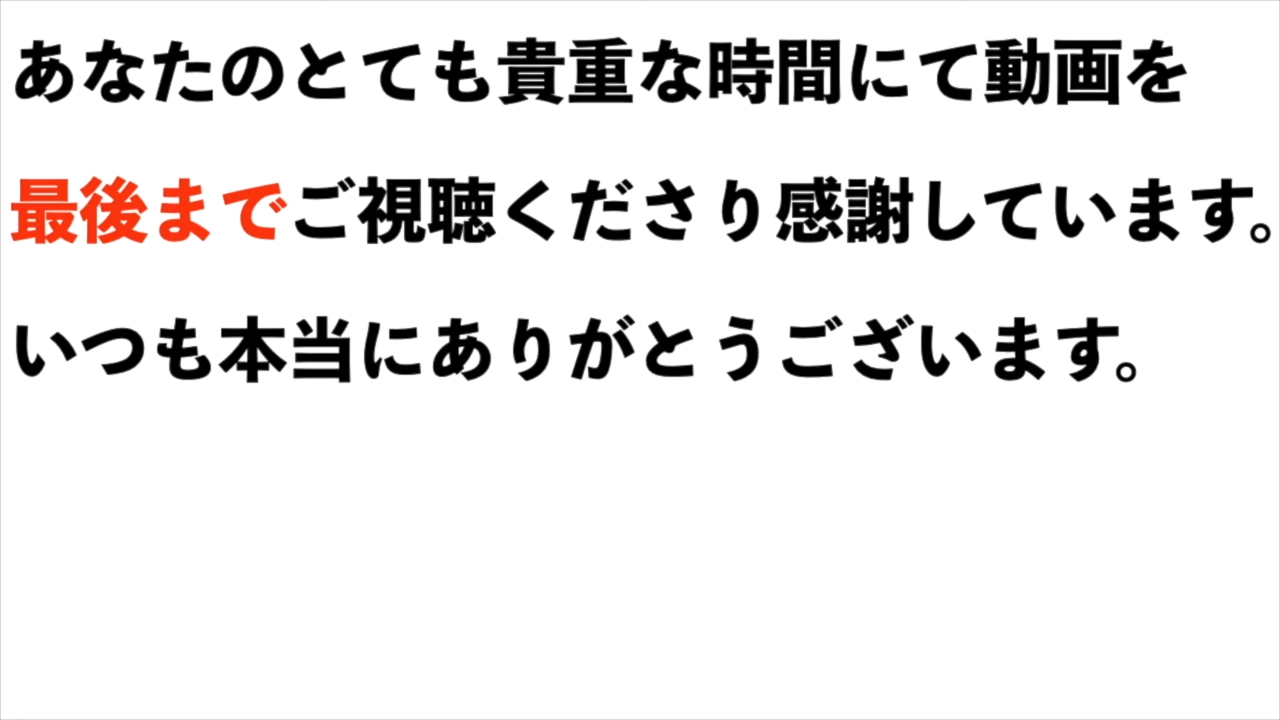 あなたのとても貴重な時間にて動画を
最後までご視聴くださり感謝しています。
いつも本当にありがとうございます。